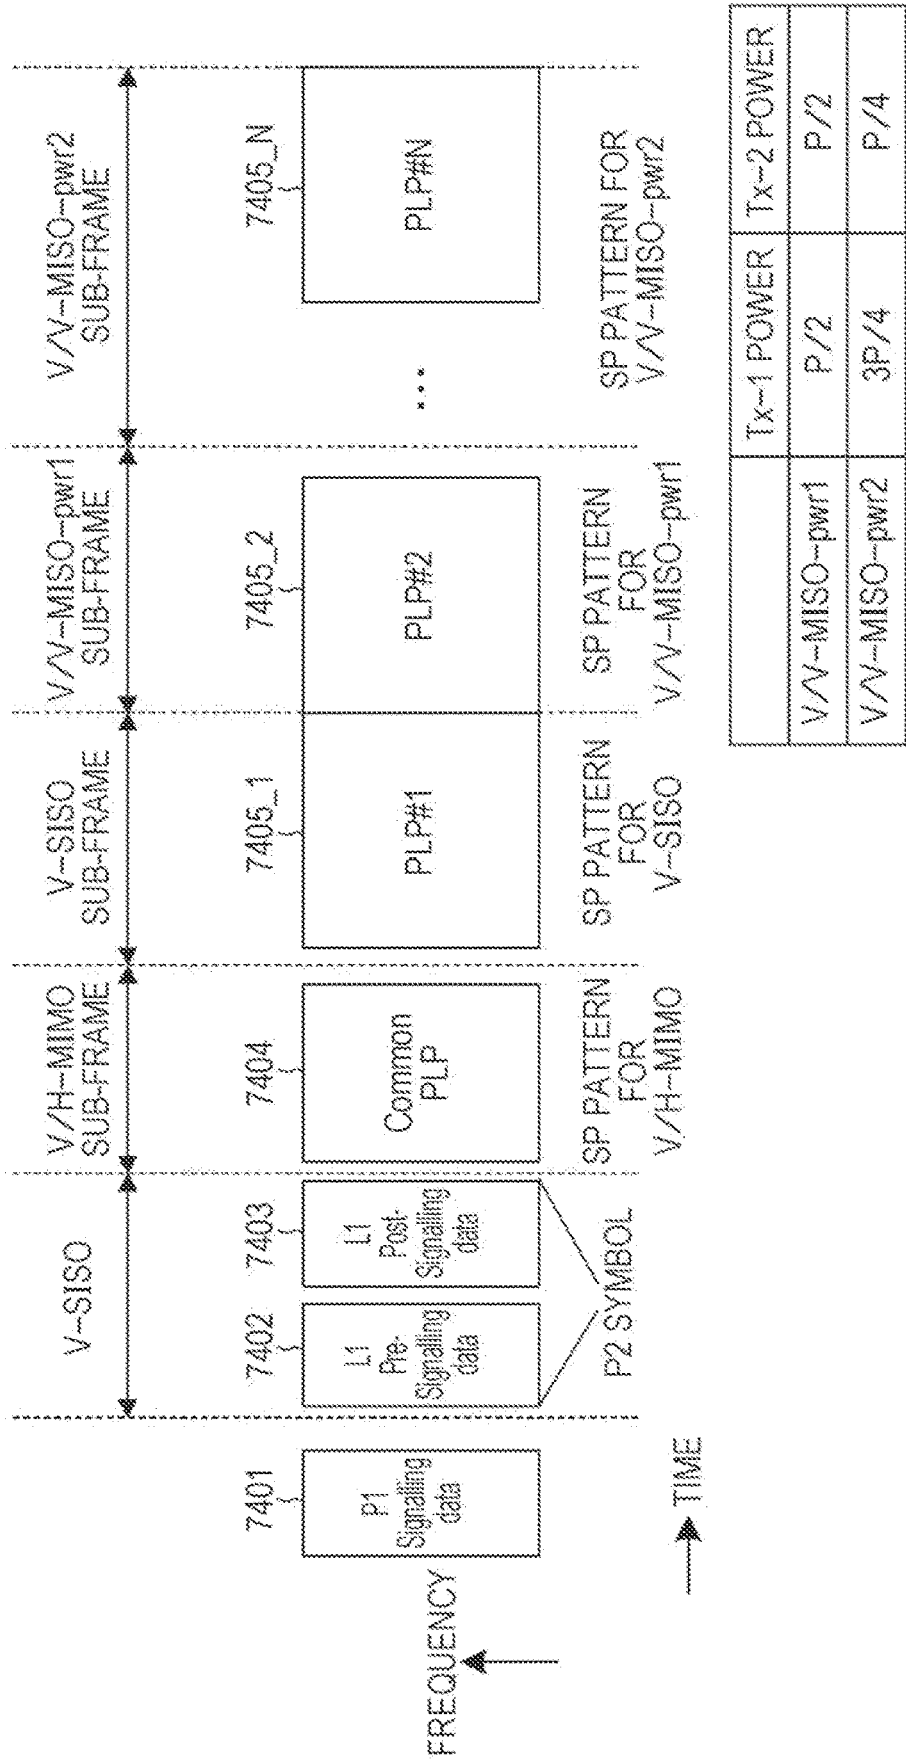 V-SISO
V/H-MIMO
SUB-FRAME
V-SISO
SUB-FRAME
V/V-MISO-pwr1
SUB-FRAME
V/V-MISO-pwr2
SUB-FRAME
7401
7402
7403
7404
7405_1
7405_2
7405_N
FREQUENCY
P1
Signalling
data
L1
Pre-
Signalling
data
L1
Post-
Signalling
data
Common
PLP
PLP#1
PLP#2
...
PLP#N
P2 SYMBOL
SP PATTERN
FOR
V/H-MIMO
SP PATTERN
FOR
V-SISO
SP PATTERN
FOR
V/V-MISO-pwr1
SP PATTERN FOR
V/V-MISO-pwr2
TIME
Tx-1 POWER Tx-2 POWER
V/V-MISO-pwr1 P/2 P/2
V/V-MISO-pwr2 3P/4 P/4